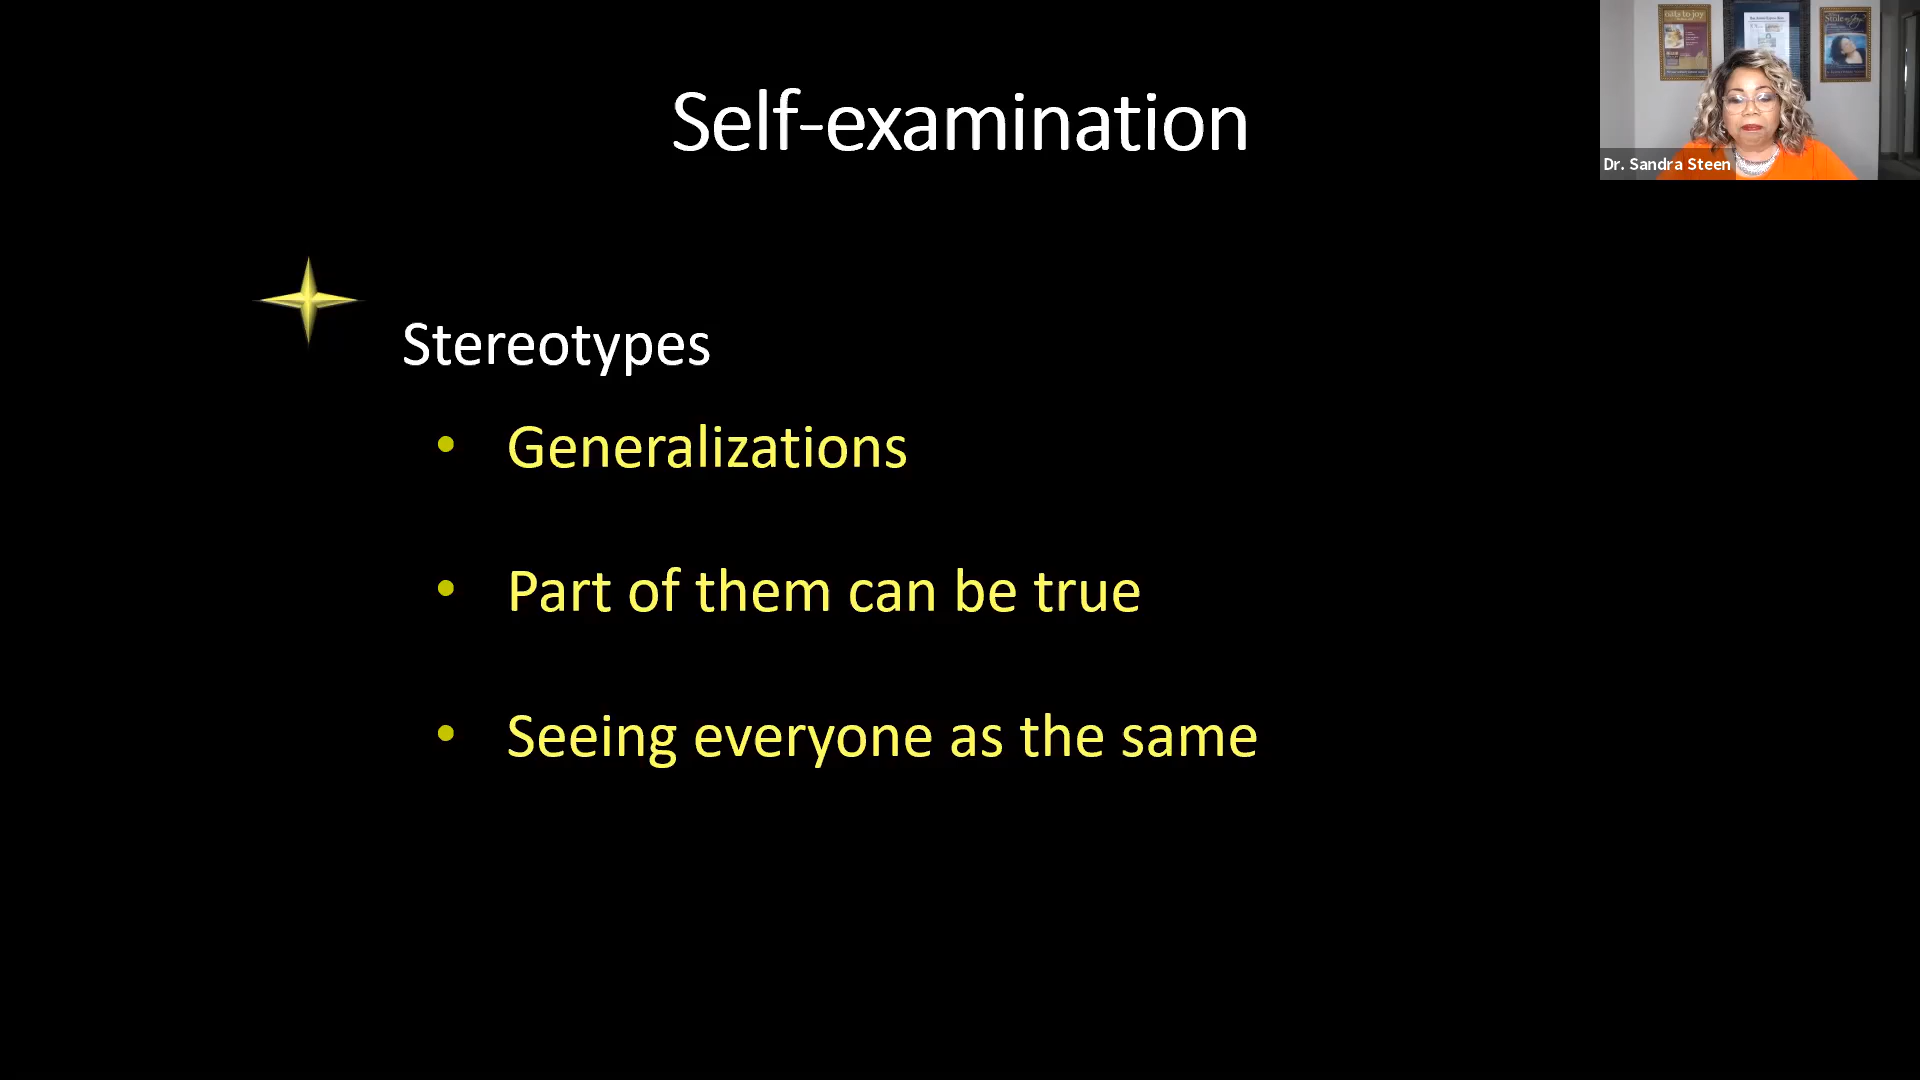 Self-examination
Dr. Sandra Steen
Stereotypes
• Generalizations
• Part of them can be true
• Seeing everyone as the same